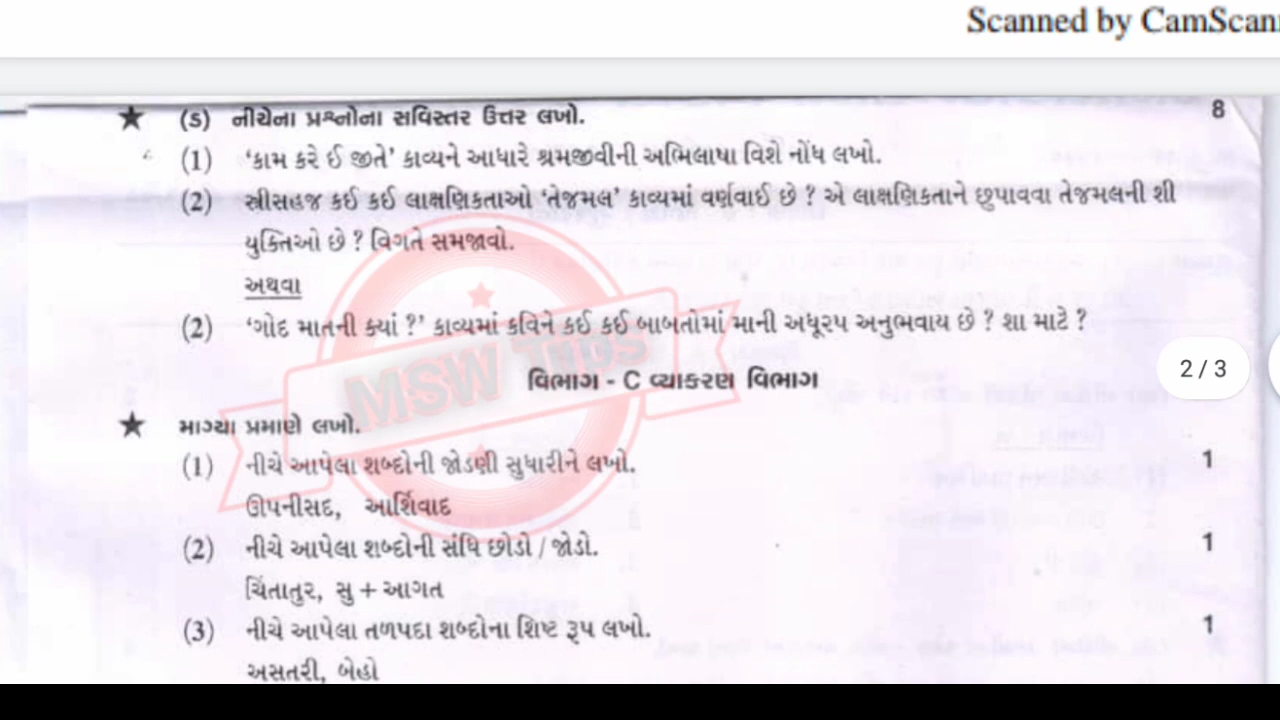 Scanned by CamScan
★ (ડ) નીચેના પ્રશ્નોના સવિસ્તર ઉત્તર લખો. 8
(1) ‘કામ કરે ઈ જીતે’ કાવ્યને આધારે શ્રમજીવીની અભિલાષા વિશે નોંધ લખો.
(2) સ્રીસહજ કઈ કઈ લાક્ષણિકતાઓ ‘તેજમલ’ કાવ્યમાં વર્ણવાઈ છે ? એ લાક્ષણિકતાને છુપાવવા તેજમલની શી
યુક્તિઓ છે ? વિગતે સમજાવો.
અથવા
(2) ‘ગોદ માતની ક્યાં ?’ કાવ્યમાં કવિને કઈ કઈ બાબતોમાં માની અધૂરપ અનુભવાય છે ? શા માટે ?
2 / 3
વિભાગ - C વ્યાકરણ વિભાગ
MSW Tips
★ માગ્યા પ્રમાણે લખો.
(1) નીચે આપેલા શબ્દોની જોડણી સુધારીને લખો. 1
ઊપનીસદ, આર્શિવાદ
(2) નીચે આપેલા શબ્દોની સંધિ છોડો / જોડો. 1
ચિંતાતુર, સુ + આગત
(3) નીચે આપેલા તળપદા શબ્દોના શિષ્ટ રૂપ લખો. 1
અસતરી, બેહો